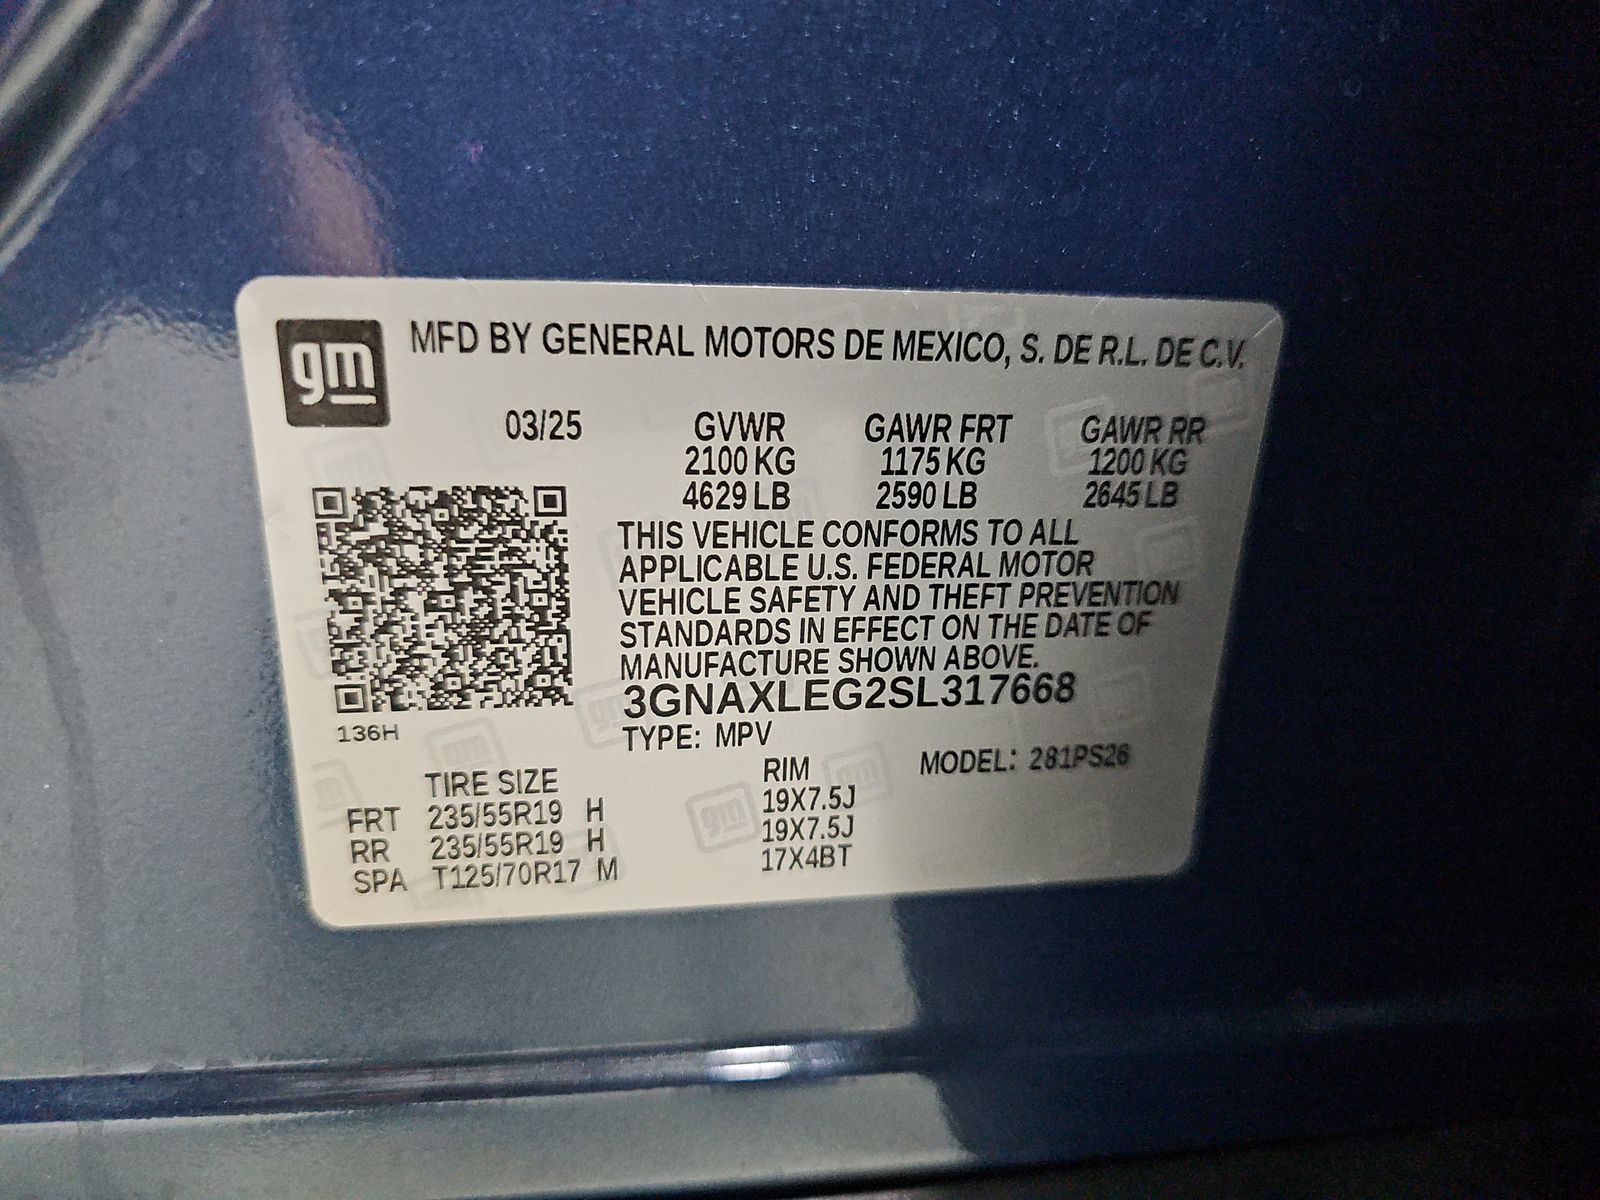 gm
MFD BY GENERAL MOTORS DE MEXICO, S. DE R.L. DE C.V.
03/25 GVWR GAWR FRT GAWR RR
2100 KG 1175 KG 1200 KG
4629 LB 2590 LB 2645 LB
THIS VEHICLE CONFORMS TO ALL
APPLICABLE U.S. FEDERAL MOTOR
VEHICLE SAFETY AND THEFT PREVENTION
STANDARDS IN EFFECT ON THE DATE OF
MANUFACTURE SHOWN ABOVE.
3GNAXLEG2SL317668
136H
TYPE: MPV
TIRE SIZE RIM MODEL: 281PS26
FRT 235/55R19 H 19X7.5J
RR 235/55R19 H 19X7.5J
SPA T125/70R17 M 17X4BT